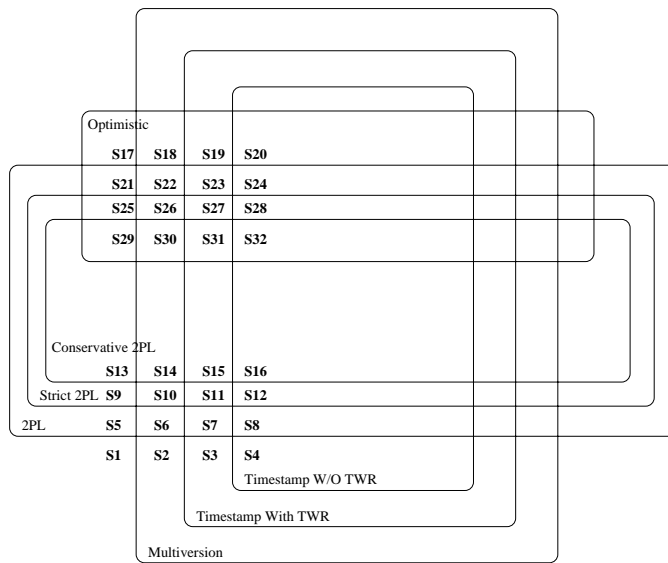 Optimistic
S17 S18 S19 S20
S21 S22 S23 S24
S25 S26 S27 S28
S29 S30 S31 S32
Conservative 2PL
S13 S14 S15 S16
Strict 2PL S9 S10 S11 S12
2PL S5 S6 S7 S8
S1 S2 S3 S4
Timestamp W/O TWR
Timestamp With TWR
Multiversion